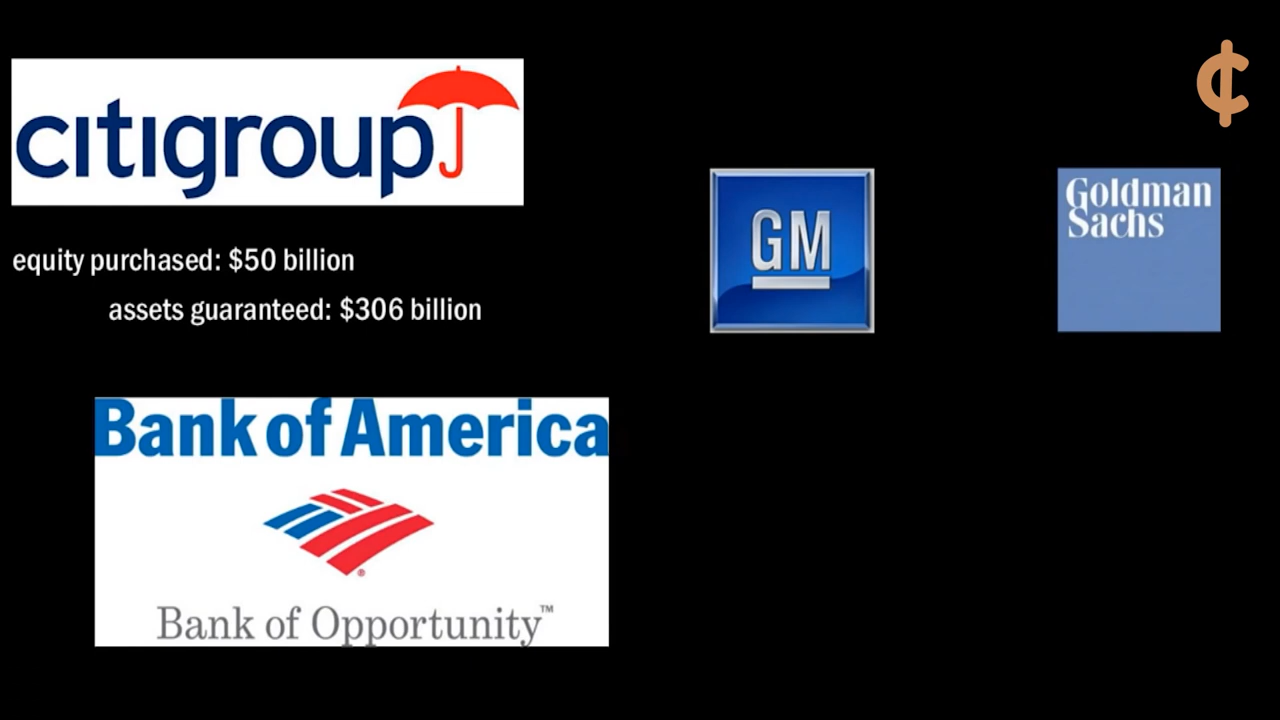 citigroup
equity purchased: $50 billion
assets guaranteed: $306 billion
GM
Goldman
Sachs
¢
Bank of America
®
Bank of Opportunity™